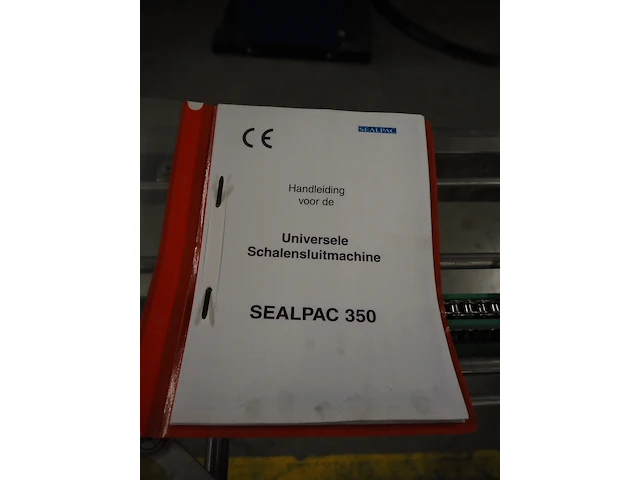 CE
SEALPAC
Handleiding
voor de
Universele
Schalensluitmachine
SEALPAC 350